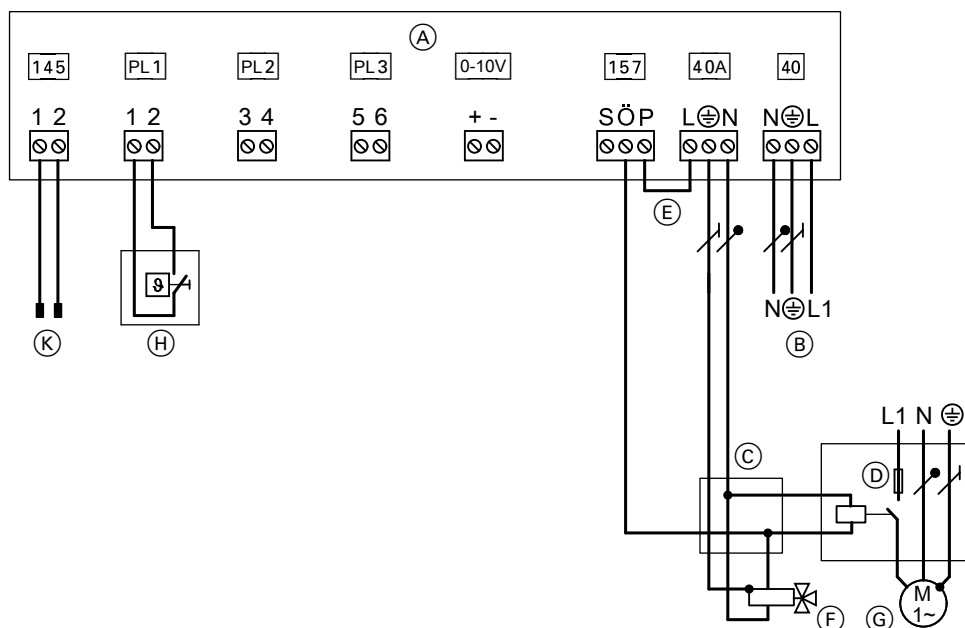 A
145 PL1 PL2 PL3 0-10V 157 40A 40
1 2 1 2 3 4 5 6 + - S Ö P L N N L
E
N L1
K H B
L1 N
C
D
M
1~
F G
ϑ